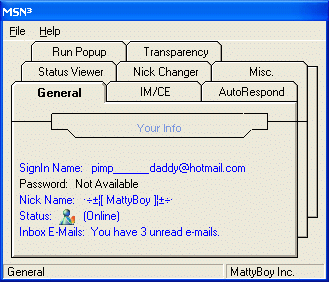 MSN³
File Help
Run Popup Transparency
Status Viewer Nick Changer Misc.
General IM/CE AutoRespond
Your Info
SignIn Name: pimp______daddy@hotmail.com
Password: Not Available
Nick Name: ·÷±¦[ MattyBoy ]¦±÷·
Status: (Online)
Inbox E-Mails: You have 3 unread e-mails.
General MattyBoy Inc.